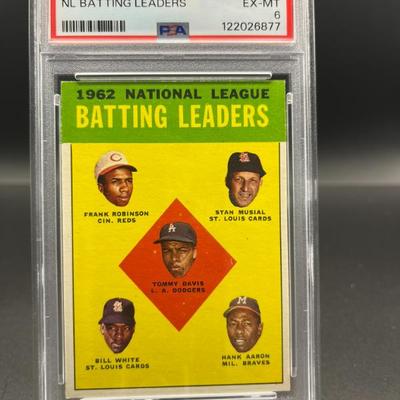 NL BATTING LEADERS
EX-MT
6
PSA
122026877
1962 NATIONAL LEAGUE
BATTING LEADERS
FRANK ROBINSON
CIN. REDS
STAN MUSIAL
ST. LOUIS CARDS
TOMMY DAVIS
L. A. DODGERS
BILL WHITE
ST. LOUIS CARDS
HANK AARON
MIL. BRAVES